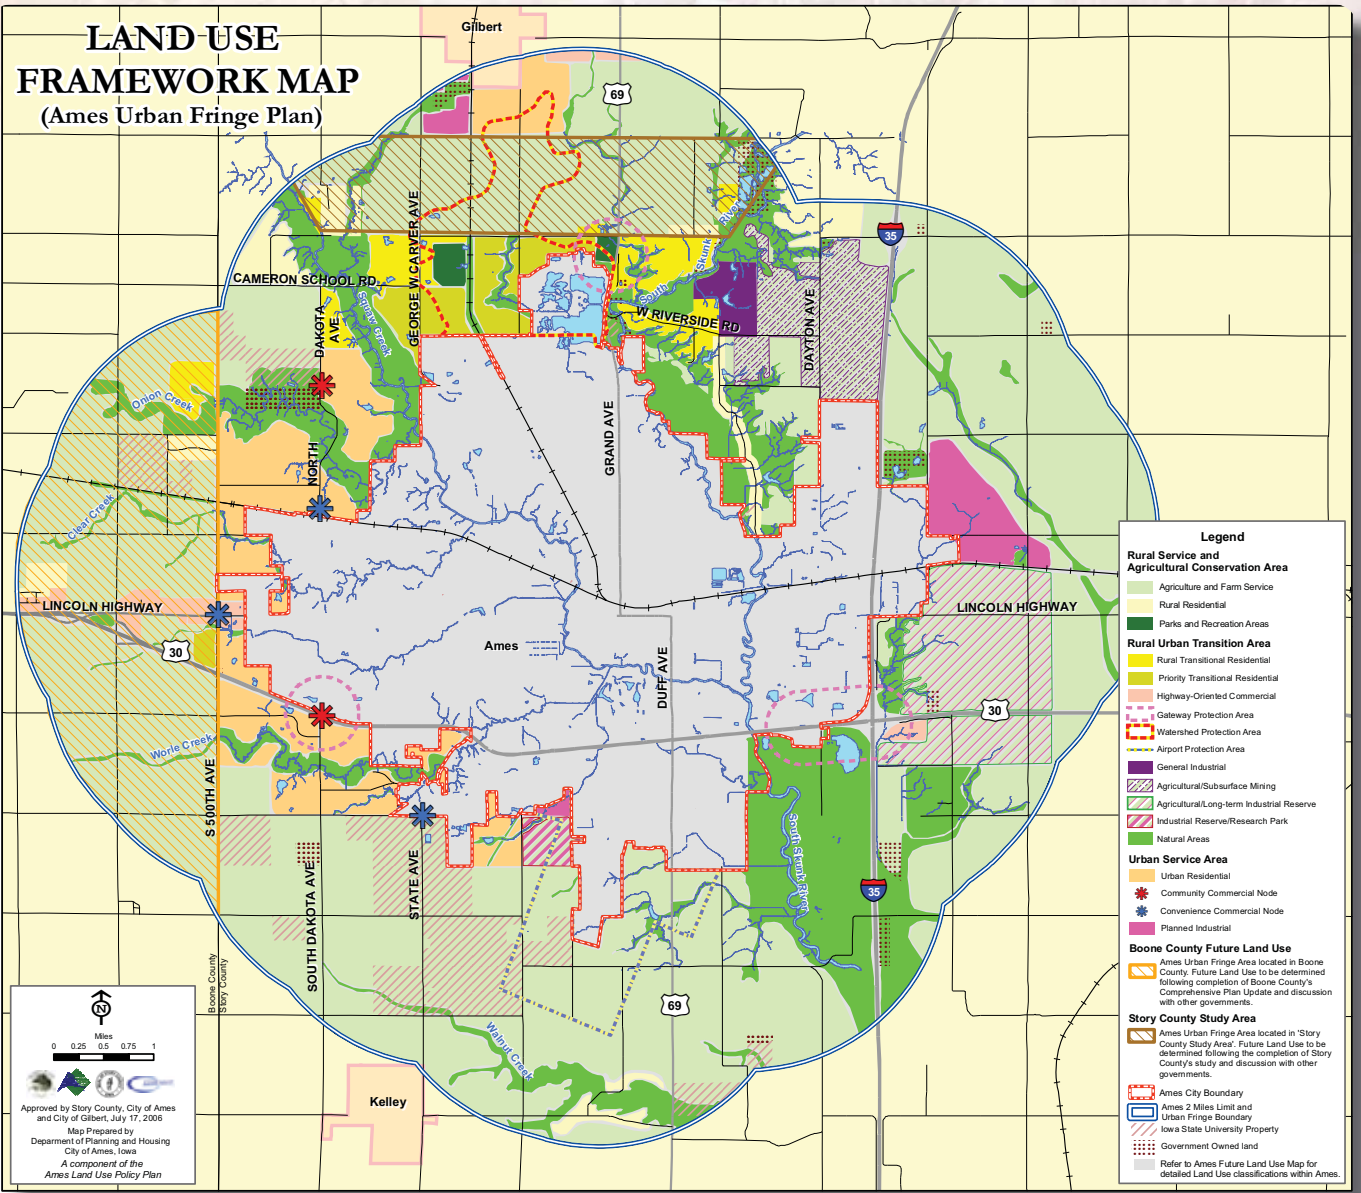 LAND USE
FRAMEWORK MAP
(Ames Urban Fringe Plan)
Gilbert
69
35
CAMERON SCHOOL RD.
GEORGE W CARVER AVE
DAKOTA
AVE
NORTH
Squaw Creek
South
Skunk
River
W RIVERSIDE RD
DAYTON AVE
GRAND AVE
Onion Creek
Clear Creek
LINCOLN HIGHWAY
30
Ames
DUFF AVE
LINCOLN HIGHWAY
30
Worle Creek
S 500TH AVE
STATE AVE
SOUTH DAKOTA AVE
South Skunk River
35
69
Boone County
Story County
Walnut Creek
Kelley
N
Miles
0 0.25 0.5 0.75 1
Approved by Story County, City of Ames
and City of Gilbert, July 17, 2006
Map Prepared by
Deparment of Planning and Housing
City of Ames, Iowa
A component of the
Ames Land Use Policy Plan
Legend
Rural Service and
Agricultural Conservation Area
Agriculture and Farm Service
Rural Residential
Parks and Recreation Areas
Rural Urban Transition Area
Rural Transitional Residential
Priority Transitional Residential
Highway-Oriented Commercial
Gateway Protection Area
Watershed Protection Area
Airport Protection Area
General Industrial
Agricultural/Subsurface Mining
Agricultural/Long-term Industrial Reserve
Industrial Reserve/Research Park
Natural Areas
Urban Service Area
Urban Residential
Community Commercial Node
Convenience Commercial Node
Planned Industrial
Boone County Future Land Use
Ames Urban Fringe Area located in Boone
County. Future Land Use to be determined
following completion of Boone County's
Comprehensive Plan Update and discussion
with other governments.
Story County Study Area
Ames Urban Fringe Area located in 'Story
County Study Area'. Future Land Use to be
determined following the completion of Story
County's study and discussion with other
governments.
Ames City Boundary
Ames 2 Miles Limit and
Urban Fringe Boundary
Iowa State University Property
Government Owned land
Refer to Ames Future Land Use Map for
detailed Land Use classifications within Ames.